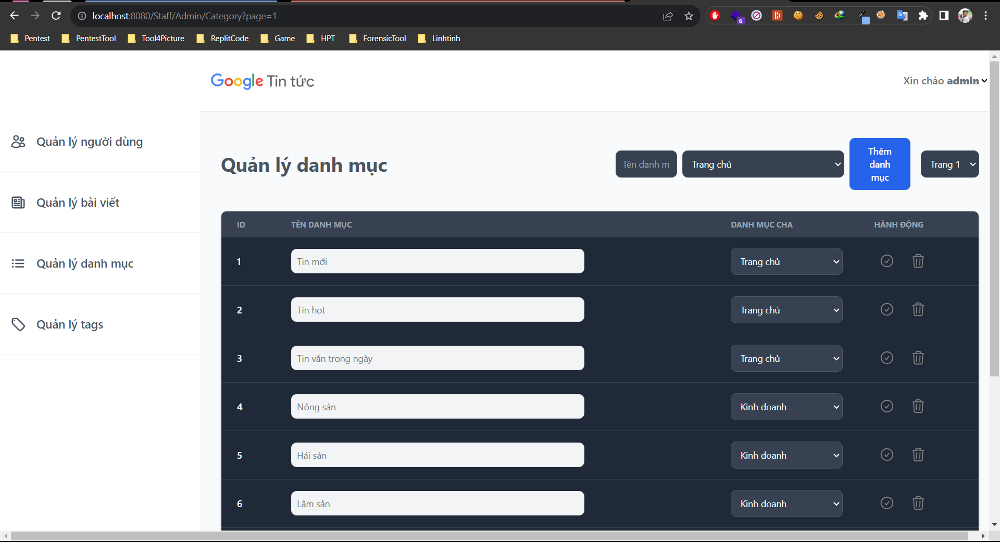 localhost:8080/Staff/Admin/Category?page=1
6
Pentest PentestTool Tool4Picture ReplitCode Game HPT ForensicTool Linhtinh
Google Tin tức
Xin chào admin
Quản lý người dùng
Quản lý bài viết
Quản lý danh mục
Quản lý tags
Quản lý danh mục
Tên danh m
Trang chủ
Thêm
danh
mục
Trang 1
ID TÊN DANH MỤC DANH MỤC CHA HÀNH ĐỘNG
1 Tin mới Trang chủ
2 Tin hot Trang chủ
3 Tin vắn trong ngày Trang chủ
4 Nông sản Kinh doanh
5 Hải sản Kinh doanh
6 Lâm sản Kinh doanh